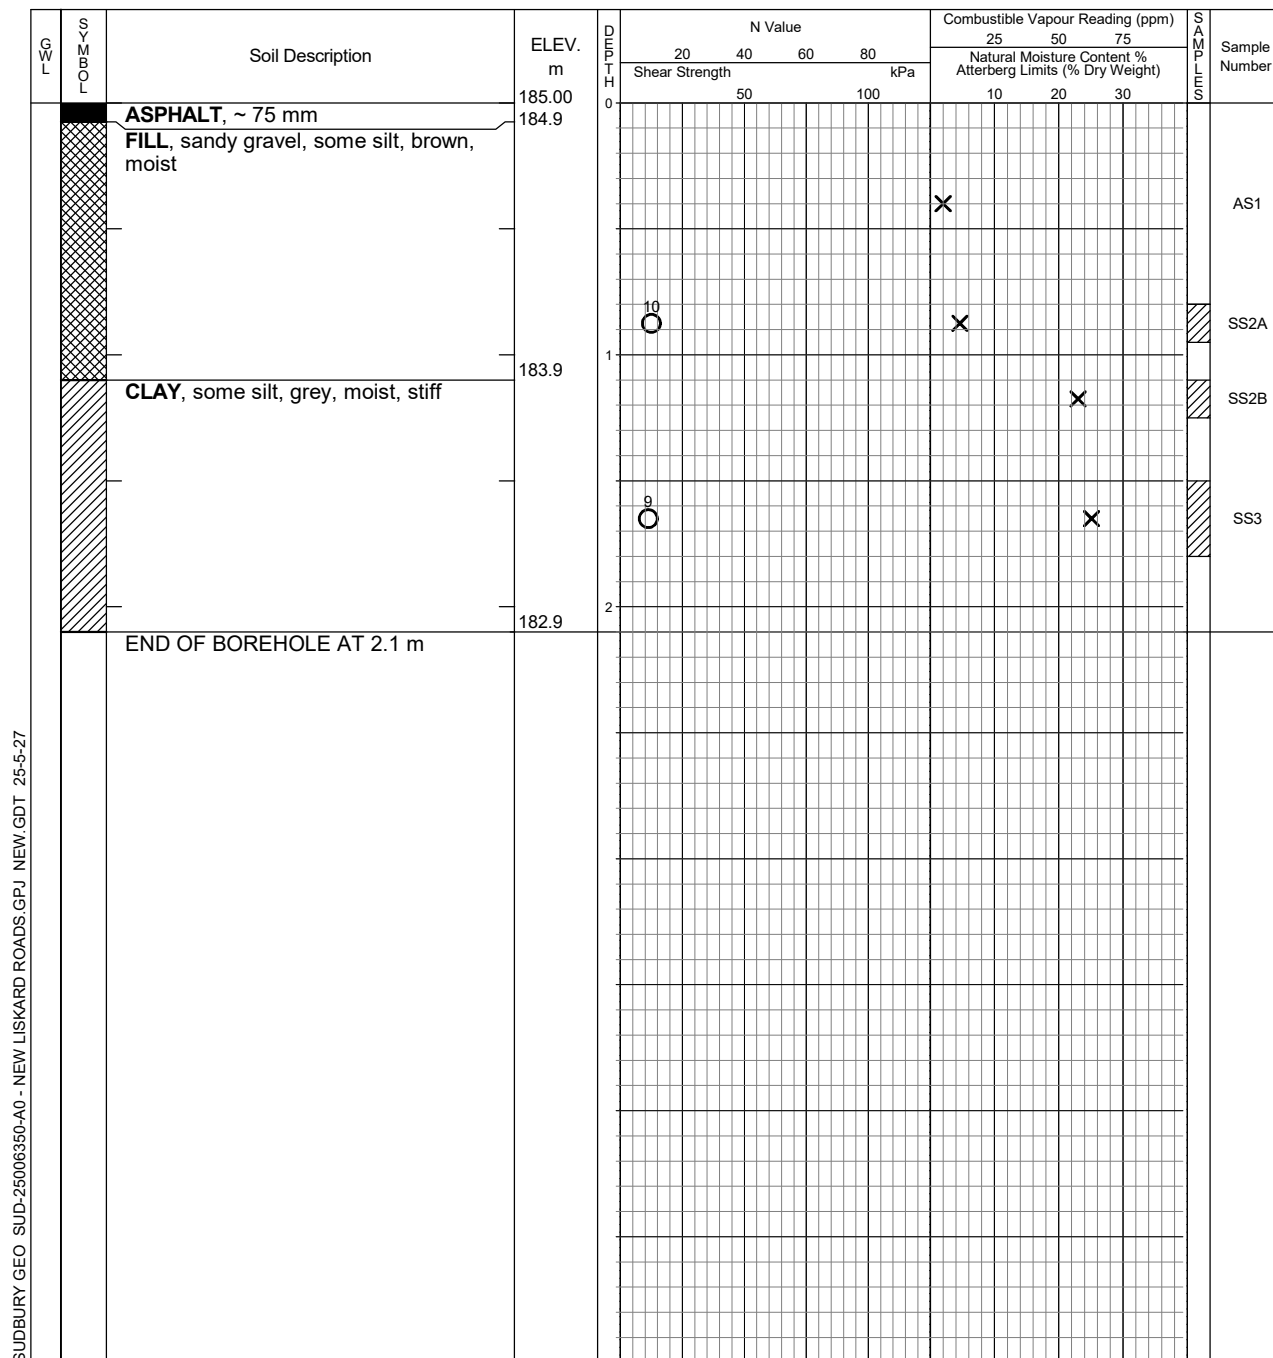 GWL
SYMBOL
Soil Description
ELEV.
m
DEPTH
N Value
20 40 60 80
Shear Strength kPa
50 100
Combustible Vapour Reading (ppm)
25 50 75
Natural Moisture Content %
Atterberg Limits (% Dry Weight)
10 20 30
SAMPLES
Sample
Number
185.00
0
ASPHALT, ~ 75 mm
184.9
FILL, sandy gravel, some silt, brown,
moist
AS1
10
SS2A
1
183.9
CLAY, some silt, grey, moist, stiff
SS2B
9
SS3
2
182.9
END OF BOREHOLE AT 2.1 m
SUDBURY GEO SUD-25006350-A0 - NEW LISKARD ROADS.GPJ NEW.GDT 25-5-27